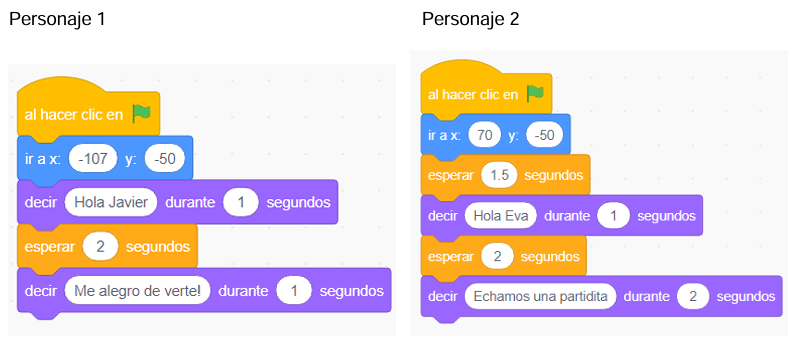 Personaje 1
al hacer clic en
ir a x: -107 y: -50
decir Hola Javier durante 1 segundos
esperar 2 segundos
decir Me alegro de verte! durante 1 segundos
Personaje 2
al hacer clic en
ir a x: 70 y: -50
esperar 1.5 segundos
decir Hola Eva durante 1 segundos
esperar 2 segundos
decir Echamos una partidita durante 2 segundos